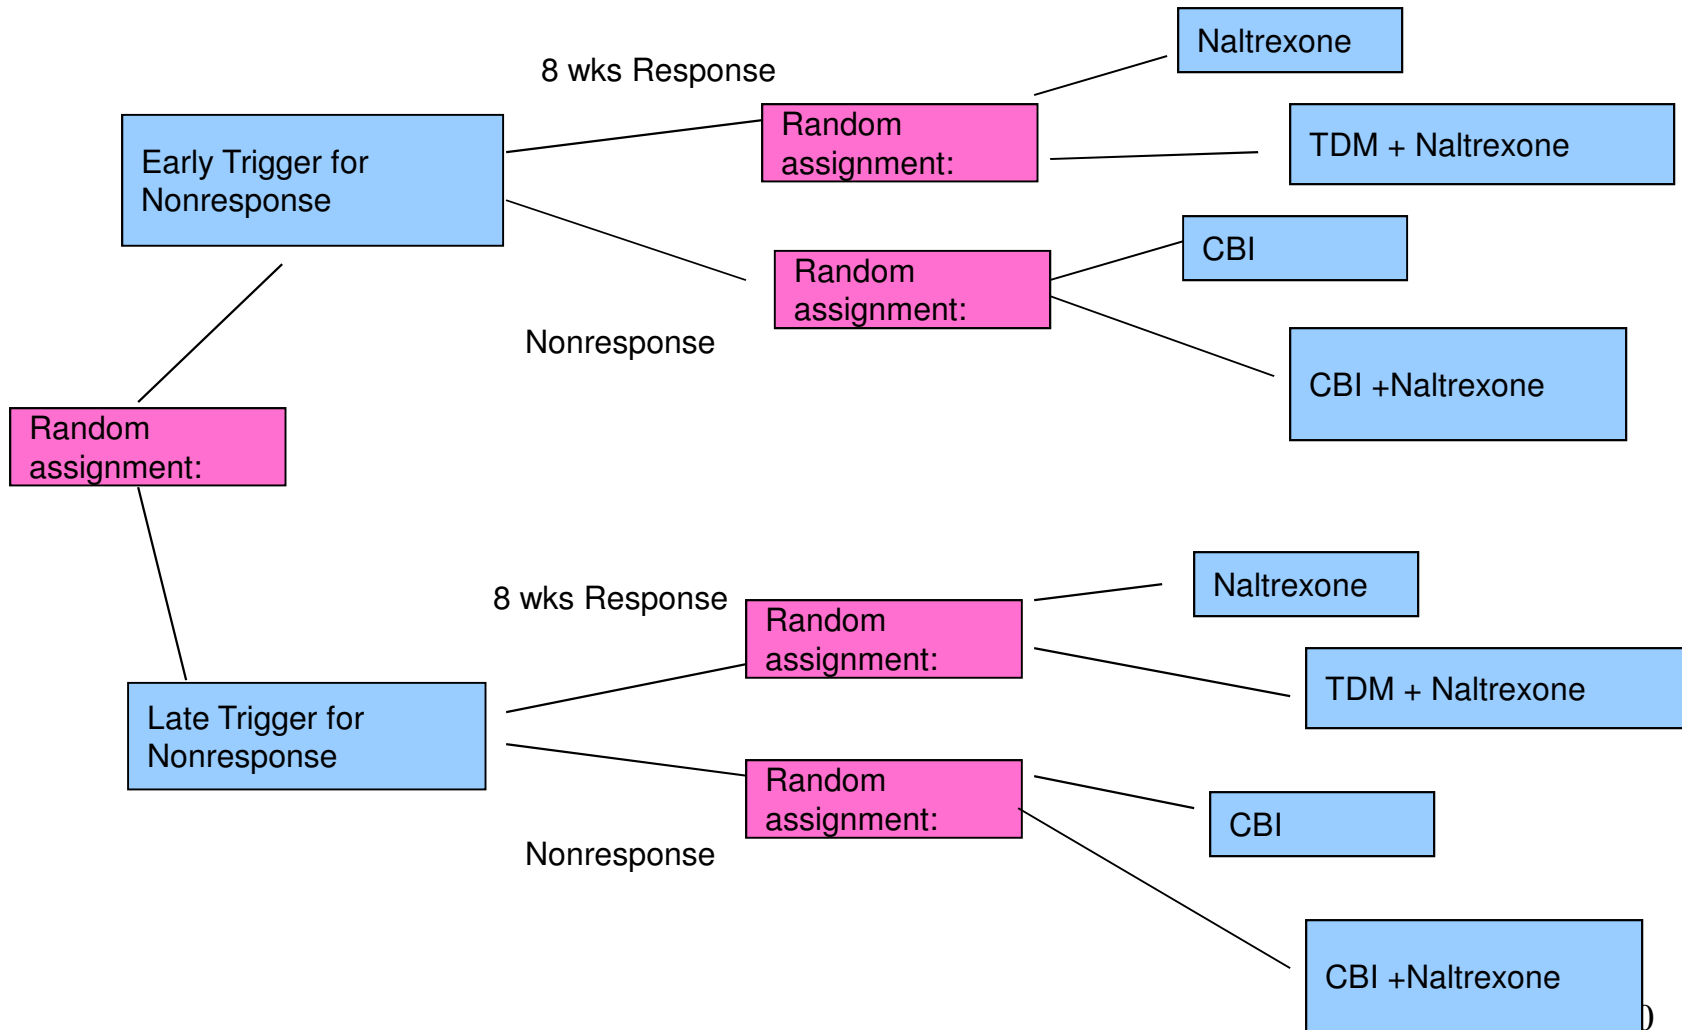 Naltrexone
8 wks Response
Random
assignment:
TDM + Naltrexone
Early Trigger for
Nonresponse
CBI
Random
assignment:
Nonresponse
CBI +Naltrexone
Random
assignment:
8 wks Response
Naltrexone
Random
assignment:
TDM + Naltrexone
Late Trigger for
Nonresponse
Random
assignment:
CBI
Nonresponse
CBI +Naltrexone